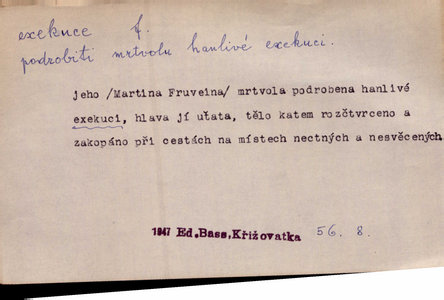 exekuce f.
podrobiti mrtvolu hanlivé exekuci.
jeho /Martina Fruveina/ mrtvola podrobena hanlivé
exekuci, hlava jí uťata, tělo katem rozčtvrceno a
zakopáno při cestách na místech nectných a nesvěcených
1947 Ed. Bass, Křižovatka 56. 8.